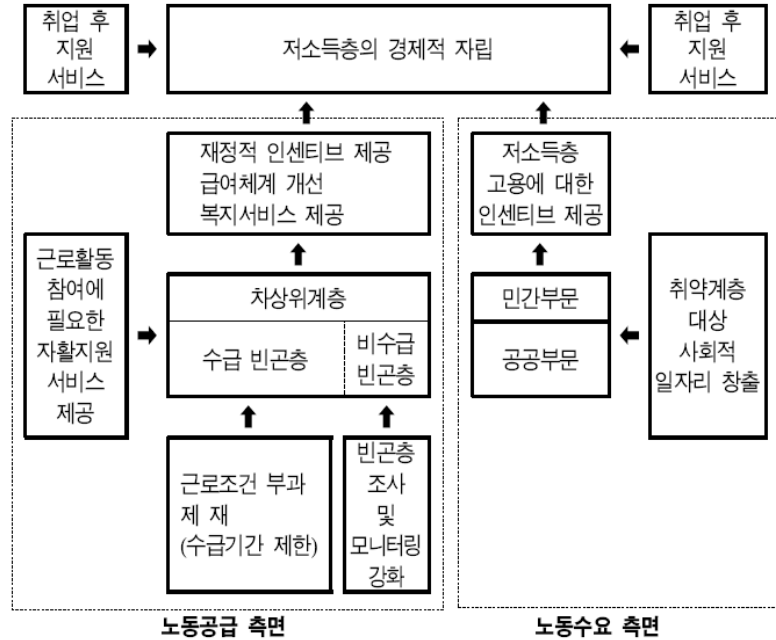 취업 후
지원
서비스
저소득층의 경제적 자립
취업 후
지원
서비스
재정적 인센티브 제공
급여체계 개선
복지서비스 제공
저소득층
고용에 대한
인센티브 제공
근로활동
참여에
필요한
자활지원
서비스
제공
차상위계층
수급 빈곤층
비수급
빈곤층
민간부문
공공부문
취약계층
대상
사회적
일자리 창출
근로조건 부과
제 재
(수급기간 제한)
빈곤층
조사
및
모니터링
강화
노동공급 측면
노동수요 측면